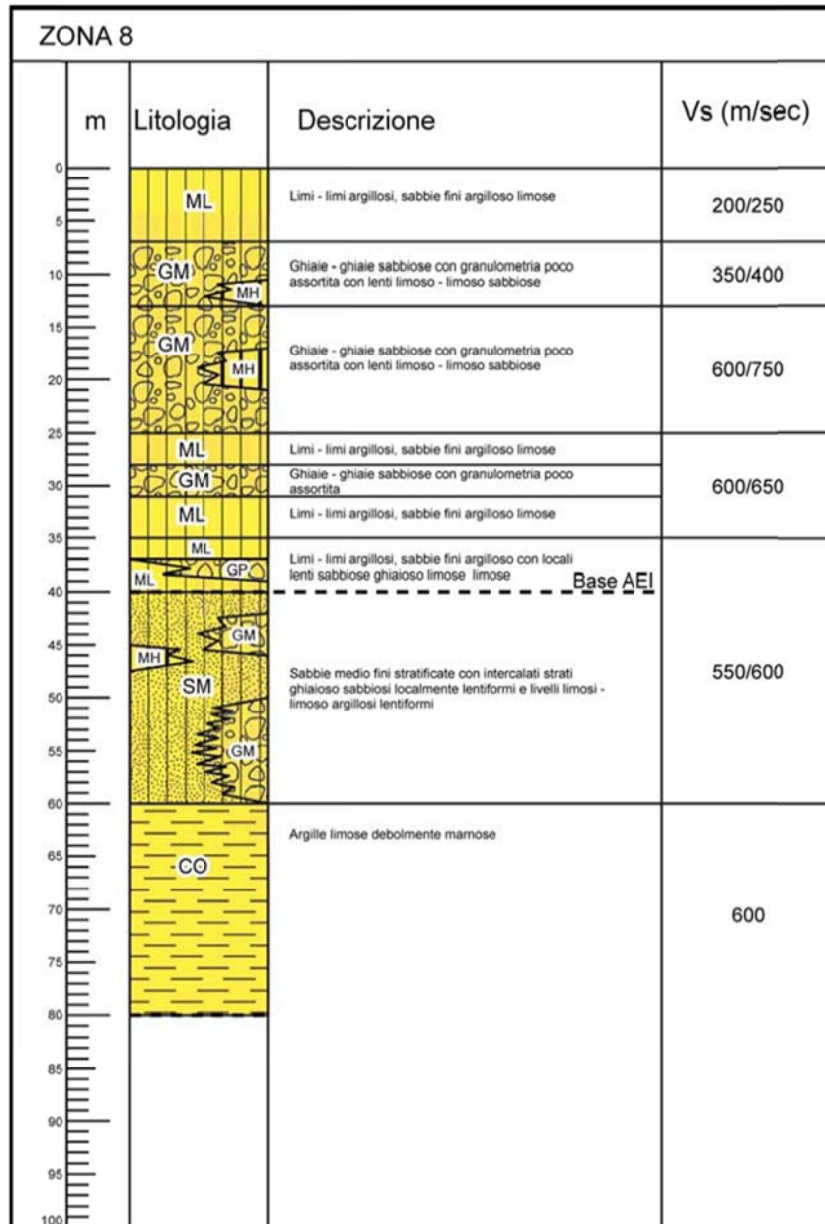 ZONA 8
m Litologia Descrizione Vs (m/sec)
0
ML
Limi - limi argillosi, sabbie fini argilloso limose
200/250
5
GM
MH
Ghiaie - ghiaie sabbiose con granulometria poco
assortita con lenti limoso - limoso sabbiose
350/400
10
GM
MH
Ghiaie - ghiaie sabbiose con granulometria poco
assortita con lenti limoso - limoso sabbiose
600/750
15
20
25
ML
Limi - limi argillosi, sabbie fini argilloso limose
GM
Ghiaie - ghiaie sabbiose con granulometria poco
assortita
600/650
30
ML
Limi - limi argillosi, sabbie fini argilloso limose
35
ML
GP
ML
Limi - limi argillosi, sabbie fini argilloso con locali
lenti sabbiose ghiaioso limose limose
Base AEI
40
GM
45
MH
SM
Sabbie medio fini stratificate con intercalati strati
ghiaioso sabbiosi localmente lentiformi e livelli limosi -
limoso argillosi lentiformi
550/600
50
GM
55
60
Argille limose debolmente marnose
CO
65
600
70
75
80
85
90
95
100